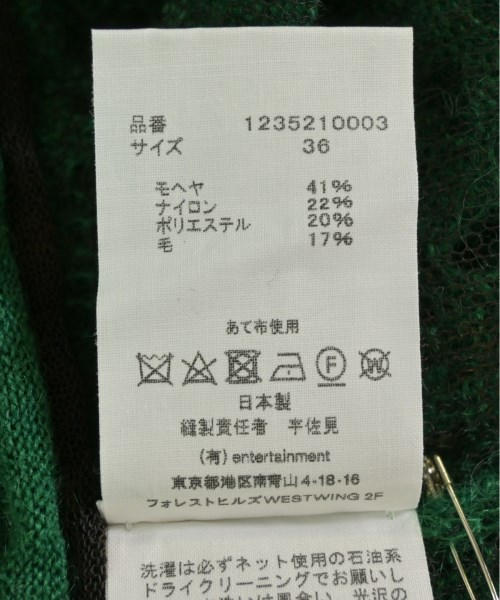 品番 1235210003
サイズ 36
モヘヤ 41%
ナイロン 22%
ポリエステル 20%
毛 17%
あて布使用
F W
日本製
縫製責任者 宇佐見
(有) entertainment
東京都港区南青山4-18-16
フォレストヒルズWESTWING 2F
洗濯は必ずネット使用の石油系
ドライクリーニングでお願いし